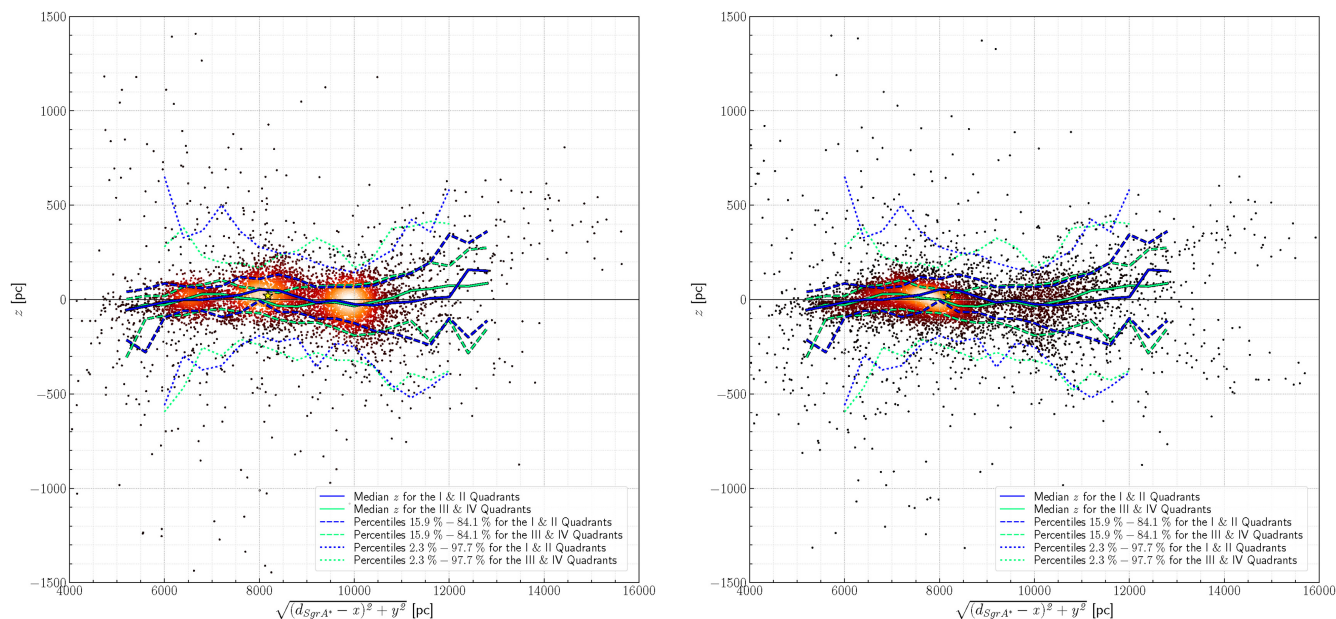 1500
1000
500
0
−500
−1000
−1500
z [pc]
Median z for the I & II Quadrants
Median z for the III & IV Quadrants
Percentiles 15.9 % − 84.1 % for the I & II Quadrants
Percentiles 15.9 % − 84.1 % for the III & IV Quadrants
Percentiles 2.3 % − 97.7 % for the I & II Quadrants
Percentiles 2.3 % − 97.7 % for the III & IV Quadrants
4000 6000 8000 10000 12000 14000 16000
√(d_SgrA* − x)² + y² [pc]
1500
1000
500
0
−500
−1000
−1500
z [pc]
Median z for the I & II Quadrants
Median z for the III & IV Quadrants
Percentiles 15.9 % − 84.1 % for the I & II Quadrants
Percentiles 15.9 % − 84.1 % for the III & IV Quadrants
Percentiles 2.3 % − 97.7 % for the I & II Quadrants
Percentiles 2.3 % − 97.7 % for the III & IV Quadrants
4000 6000 8000 10000 12000 14000 16000
√(d_SgrA* − x)² + y² [pc]